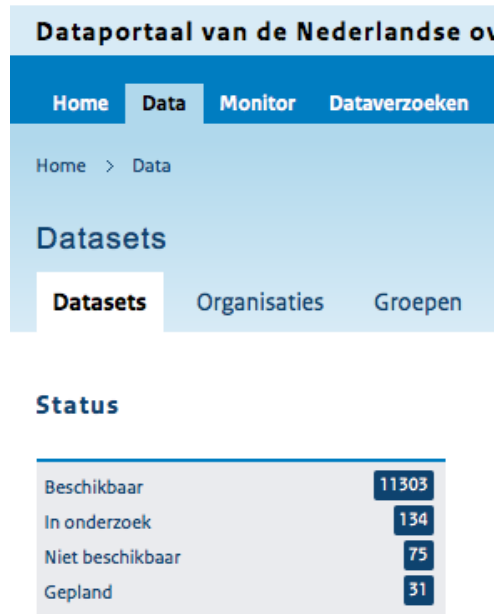 Dataportaal van de Nederlandse
Home Data Monitor Dataverzoeken
Home > Data
Datasets
Datasets Organisaties Groepen
Status
Beschikbaar 11303
In onderzoek 134
Niet beschikbaar 75
Gepland 31